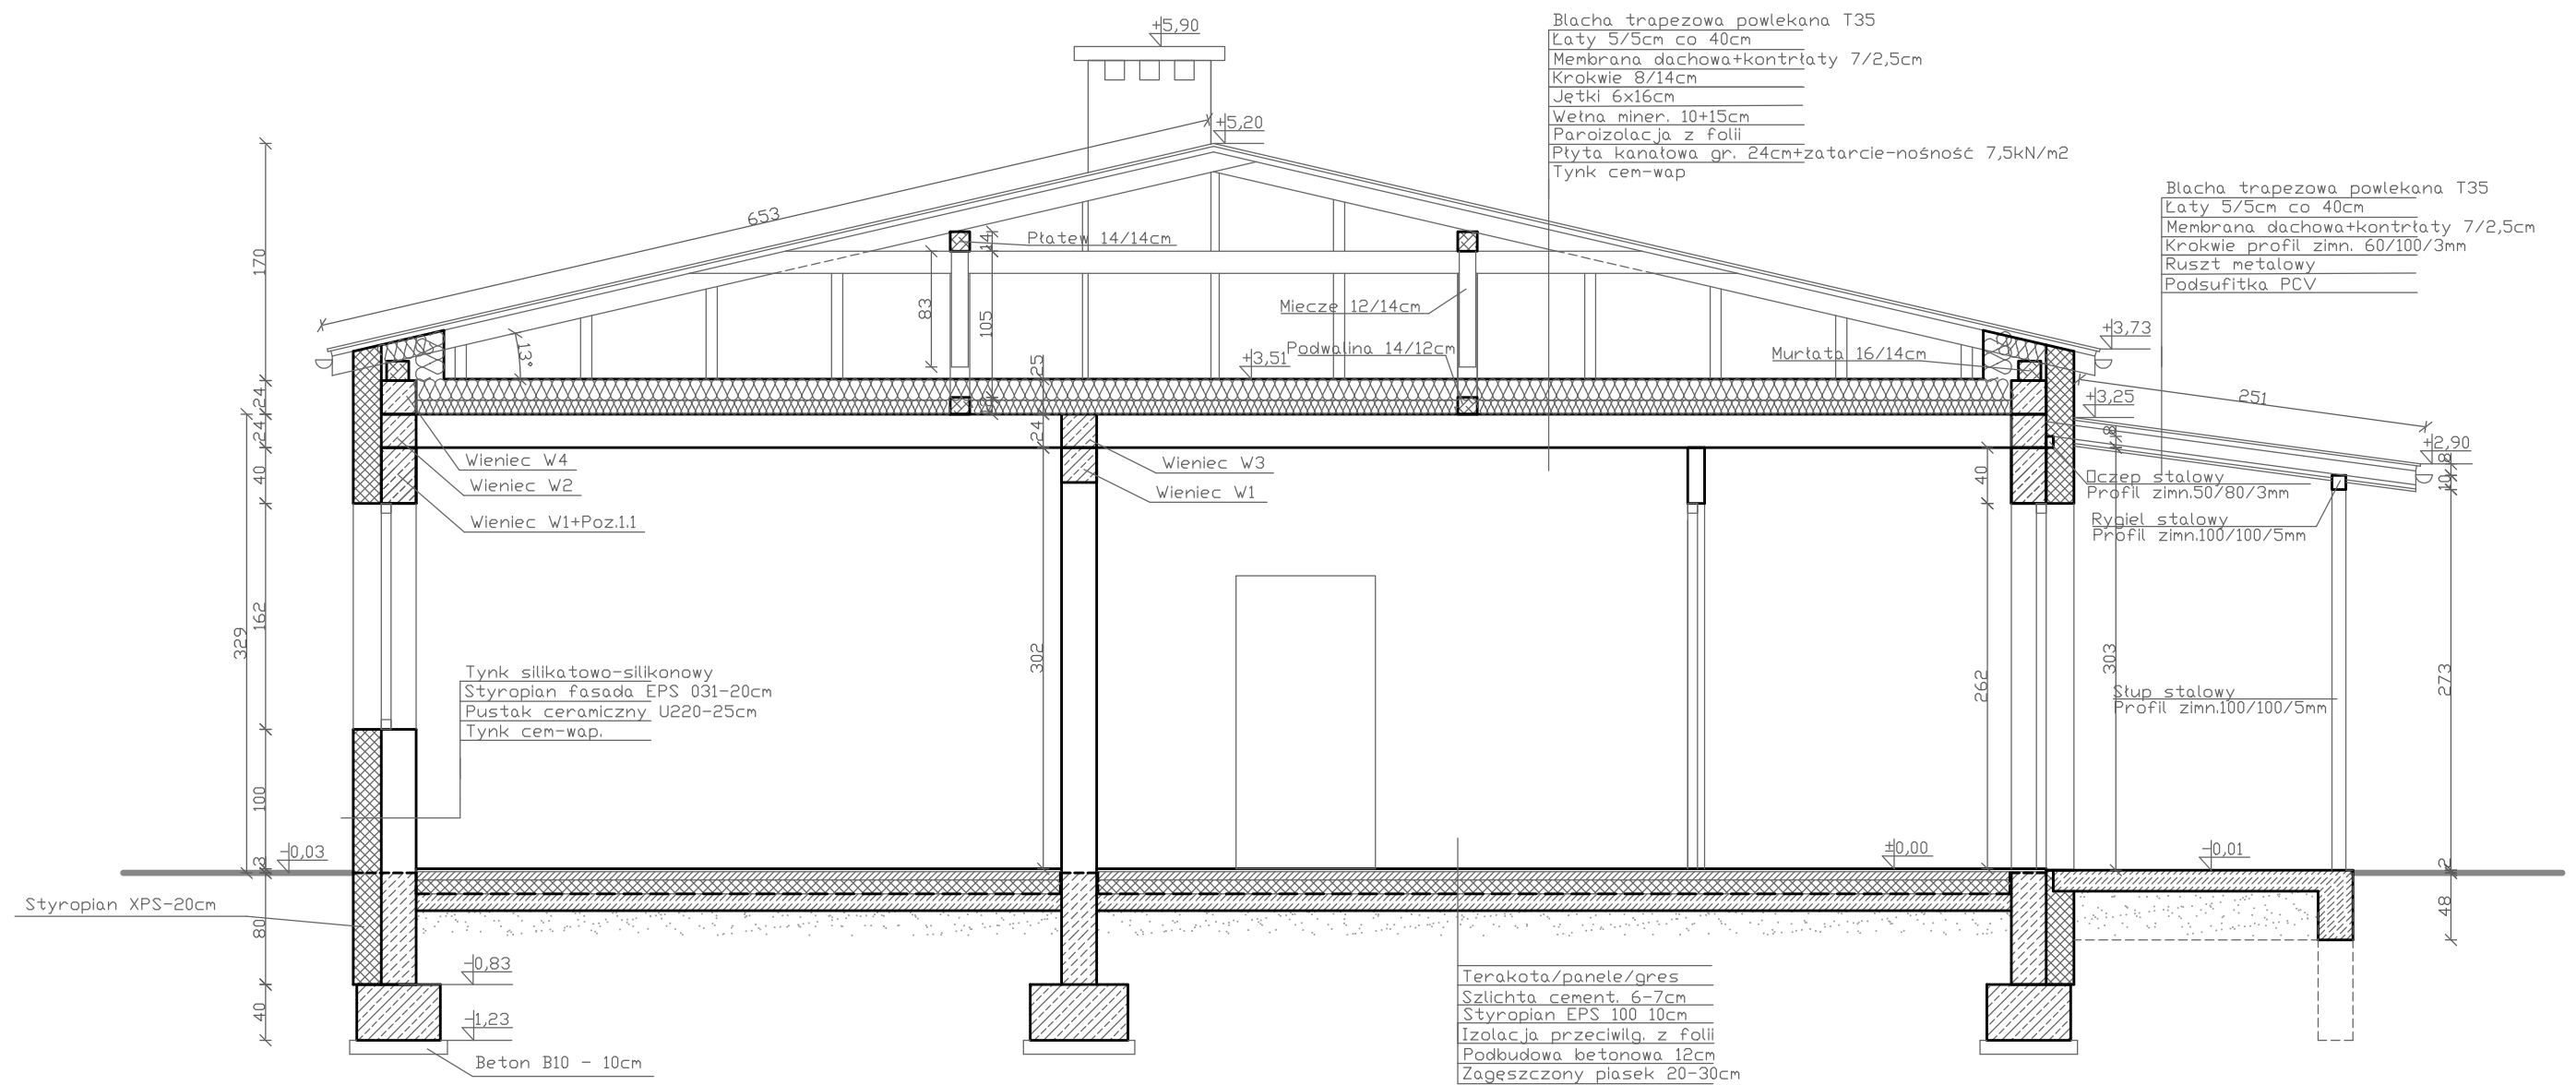 +5,90
Blacha trapezowa powlekana T35
Łaty 5/5cm co 40cm
Membrana dachowa+kontrłaty 7/2,5cm
Krokwie 8/14cm
Jętki 6x16cm
Wełna miner. 10+15cm
Paroizolacja z folii
Płyta kanałowa gr. 24cm+zatarcie-nośność 7,5kN/m2
Tynk cem-wap
+5,20
Blacha trapezowa powlekana T35
Łaty 5/5cm co 40cm
Membrana dachowa+kontrłaty 7/2,5cm
Krokwie profil zimn. 60/100/3mm
Ruszt metalowy
Podsufitka PCV
653
170
14
Płatew 14/14cm
83
105
Miecze 12/14cm
13°
25
+3,51
Podwalina 14/12cm
Murłata 16/14cm
+3,73
251
+3,25
24
24
24
8
+2,90
8
10
40
40
Wieniec W4
Wieniec W2
Wieniec W1+Poz.1.1
Wieniec W3
Wieniec W1
Oczep stalowy
Profil zimn.50/80/3mm
Rygiel stalowy
Profil zimn.100/100/5mm
329
162
302
262
303
273
Słup stalowy
Profil zimn.100/100/5mm
Tynk silikatowo-silikonowy
Styropian fasada EPS 031-20cm
Pustak ceramiczny U220-25cm
Tynk cem-wap.
100
3
-0,03
±0,00
-0,01
2
Styropian XPS-20cm
80
48
-0,83
40
-1,23
Beton B10 - 10cm
Terakota/panele/gres
Szlichta cement. 6-7cm
Styropian EPS 100 10cm
Izolacja przeciwilg. z folii
Podbudowa betonowa 12cm
Zagęszczony piasek 20-30cm